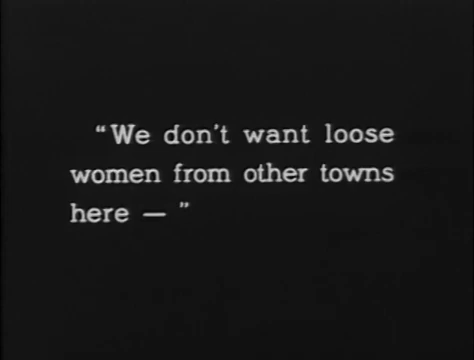 “We don't want loose
women from other towns
here — ”